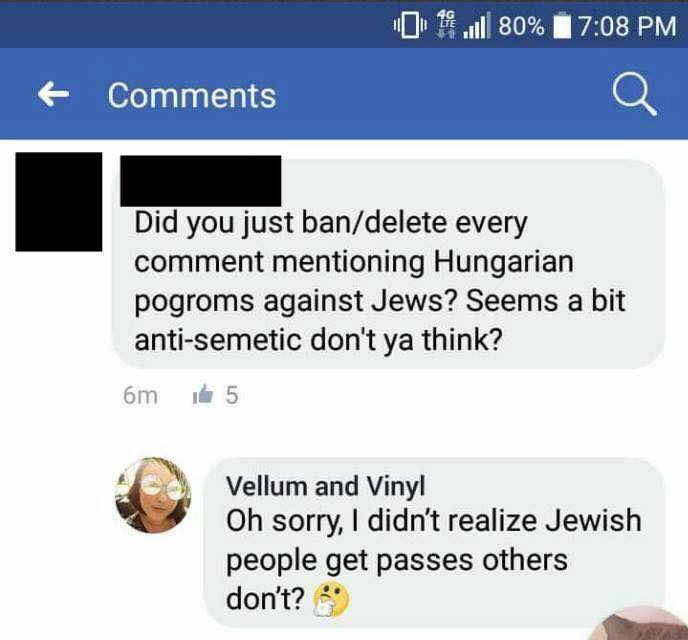 4G LTE 80% 7:08 PM
Comments
Did you just ban/delete every
comment mentioning Hungarian
pogroms against Jews? Seems a bit
anti-semetic don't ya think?
6m 5
Vellum and Vinyl
Oh sorry, I didn't realize Jewish
people get passes others
don't? 🤔